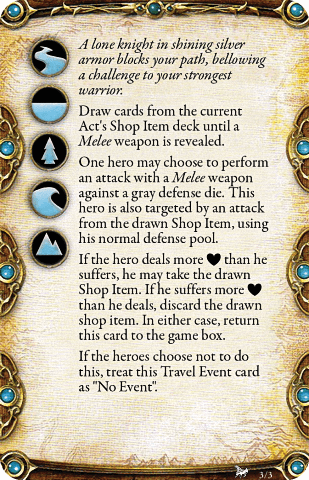 A lone knight in shining silver
armor blocks your path, bellowing
a challenge to your strongest
warrior.
Draw cards from the current
Act's Shop Item deck until a
Melee weapon is revealed.
One hero may choose to perform
an attack with a Melee weapon
against a gray defense die. This
hero is also targeted by an attack
from the drawn Shop Item, using
his normal defense pool.
If the hero deals more ♥ than he
suffers, he may take the drawn
Shop Item. If he suffers more ♥
than he deals, discard the drawn
shop item. In either case, return
this card to the game box.
If the heroes choose not to do
this, treat this Travel Event card
as "No Event".
3/3